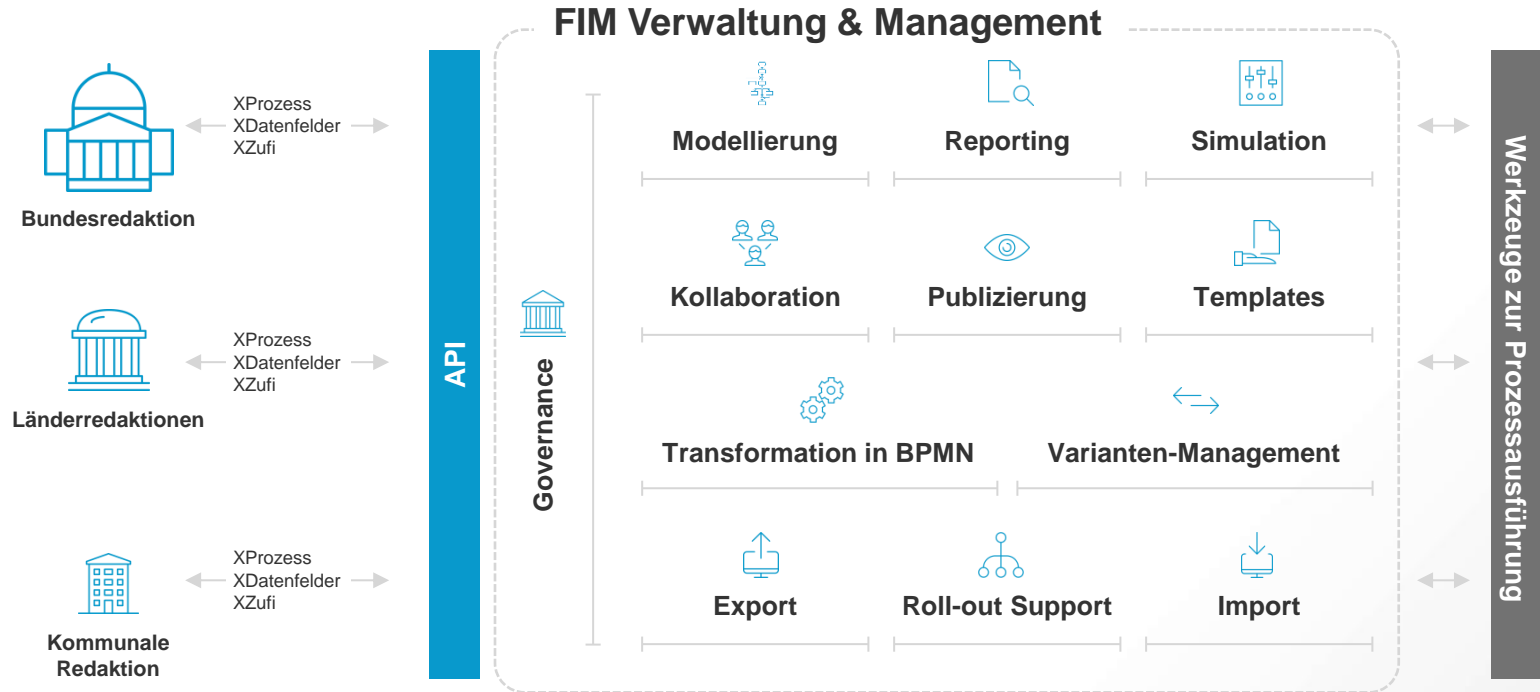 FIM Verwaltung & Management
XProzess
XDatenfelder
XZufi
Bundesredaktion
XProzess
XDatenfelder
XZufi
Länderredaktionen
XProzess
XDatenfelder
XZufi
Kommunale
Redaktion
API
Governance
Modellierung
Reporting
Simulation
Kollaboration
Publizierung
Templates
Transformation in BPMN
Varianten-Management
Export
Roll-out Support
Import
Werkzeuge zur Prozessausführung